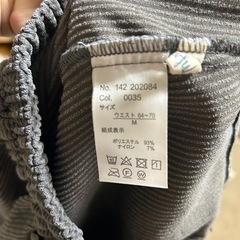 No. 142 202084
Col. 0035
サイズ
ウエスト 64~70
M
組成表示
ポリエステル 93%
ナイロン 7%